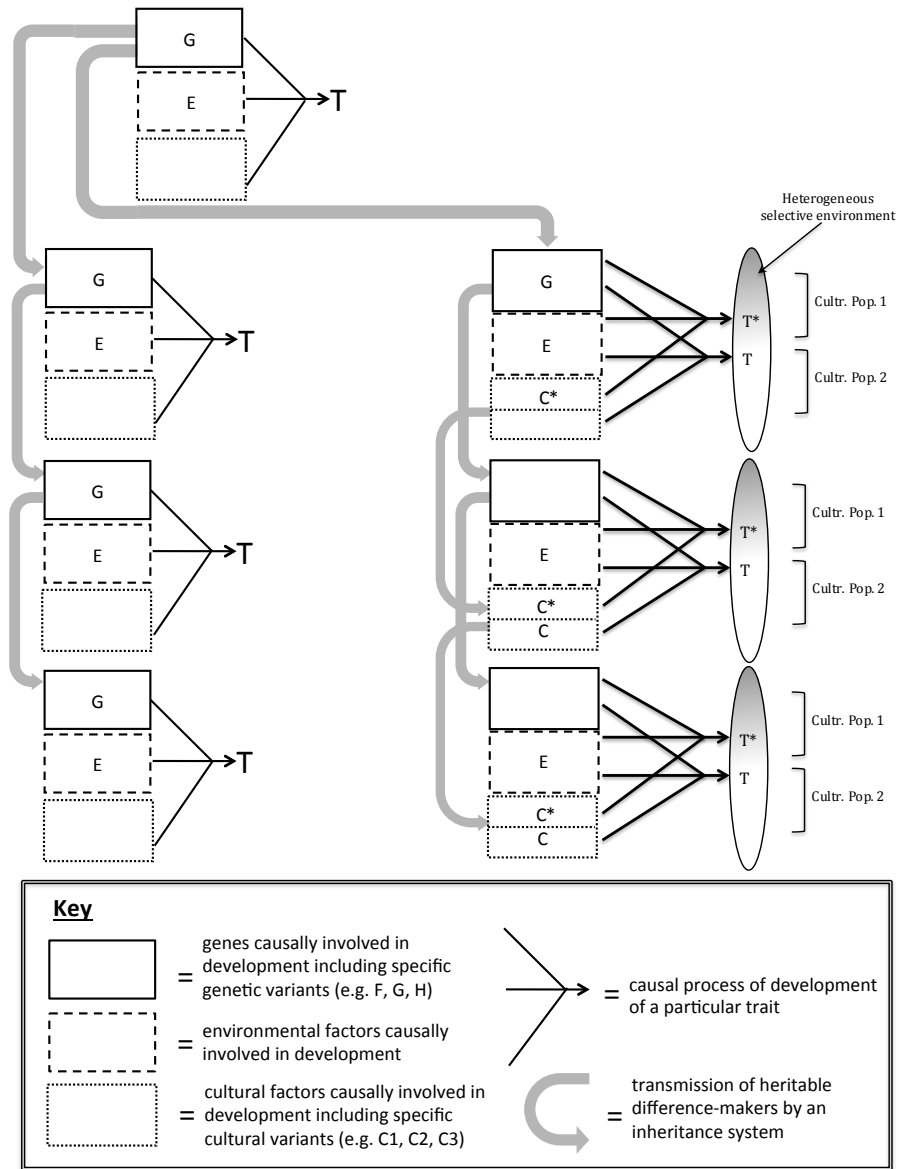 G
E
T
Heterogeneous
selective environment
G
E
T
G
E
C*
T*
T
Cultr. Pop. 1
Cultr. Pop. 2
G
E
T
E
C*
C
T*
T
Cultr. Pop. 1
Cultr. Pop. 2
G
E
T
E
C*
C
T*
T
Cultr. Pop. 1
Cultr. Pop. 2
Key
= genes causally involved in
development including specific
genetic variants (e.g. F, G, H)
= environmental factors causally
involved in development
= cultural factors causally involved in
development including specific
cultural variants (e.g. C1, C2, C3)
= causal process of development
of a particular trait
= transmission of heritable
difference-makers by an
inheritance system